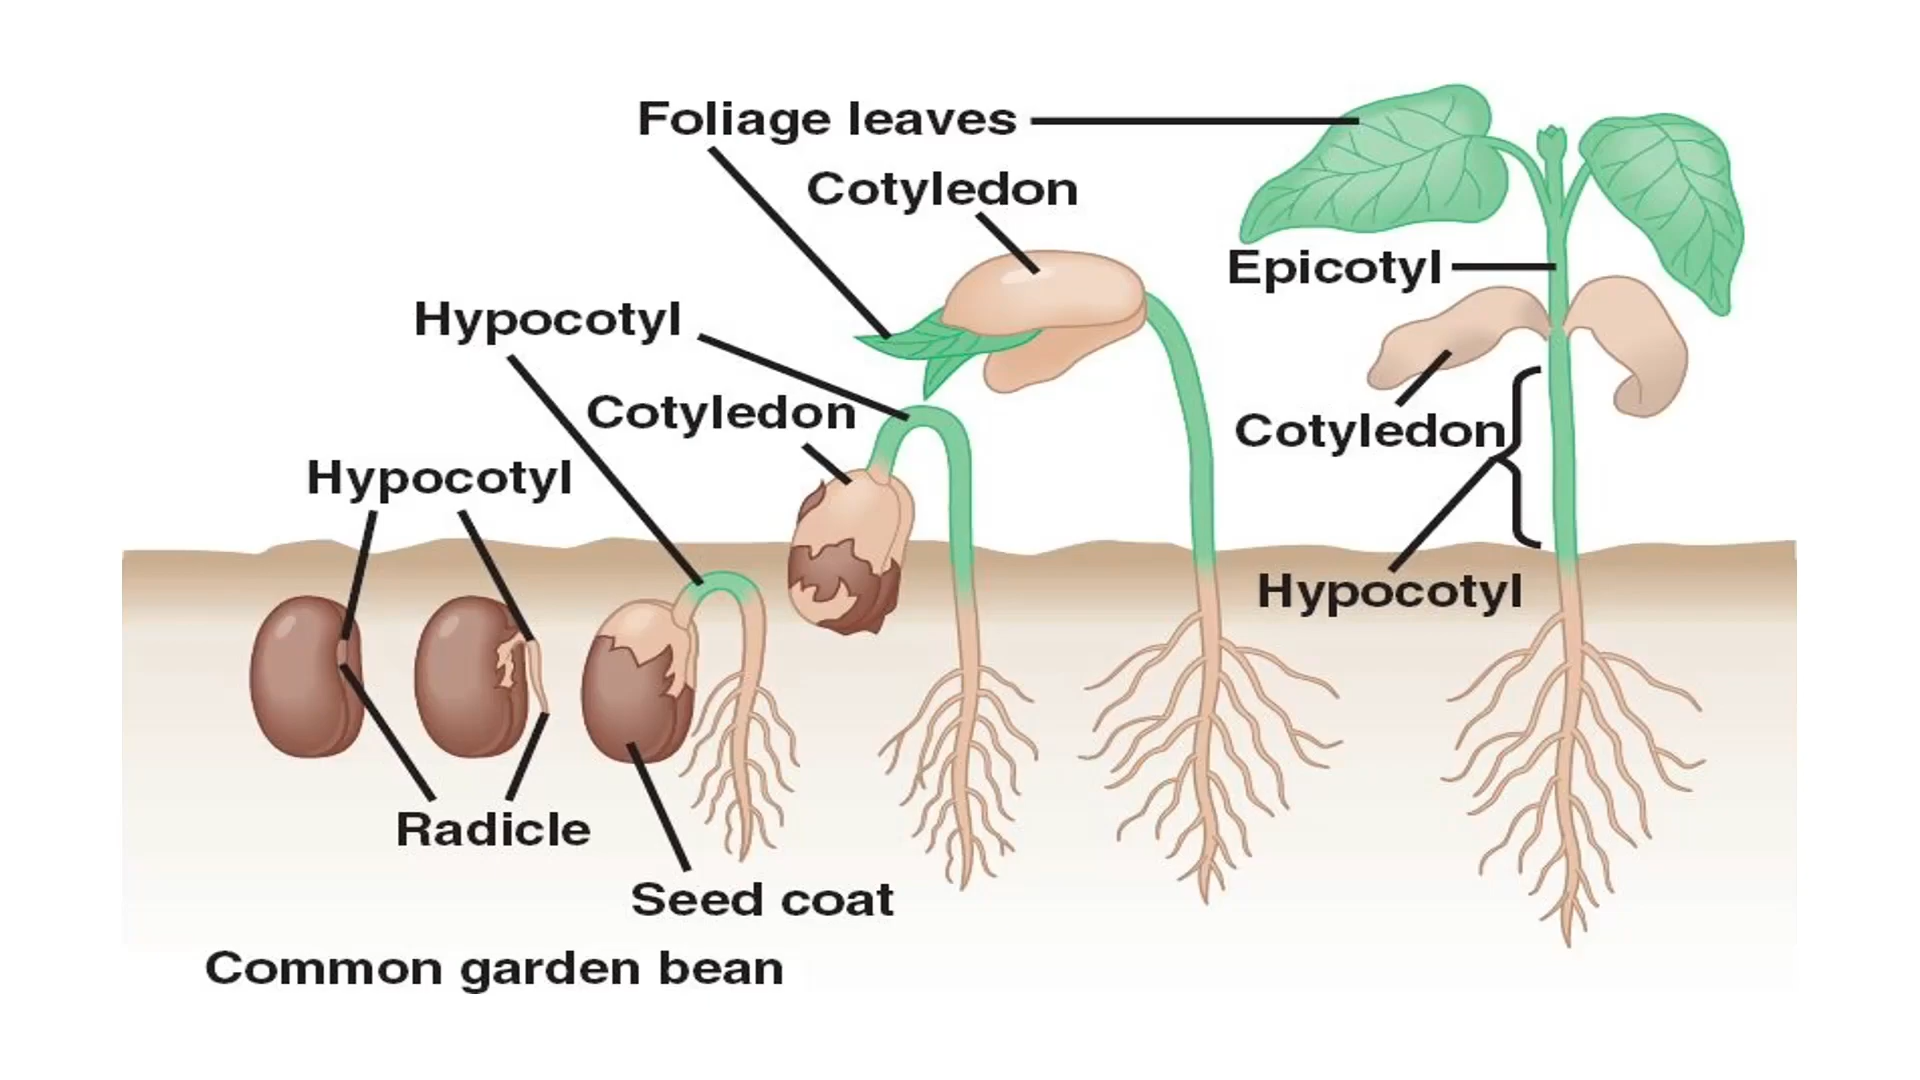 Foliage leaves
Cotyledon
Epicotyl
Hypocotyl
Cotyledon
Cotyledon
Hypocotyl
Hypocotyl
Radicle
Seed coat
Common garden bean